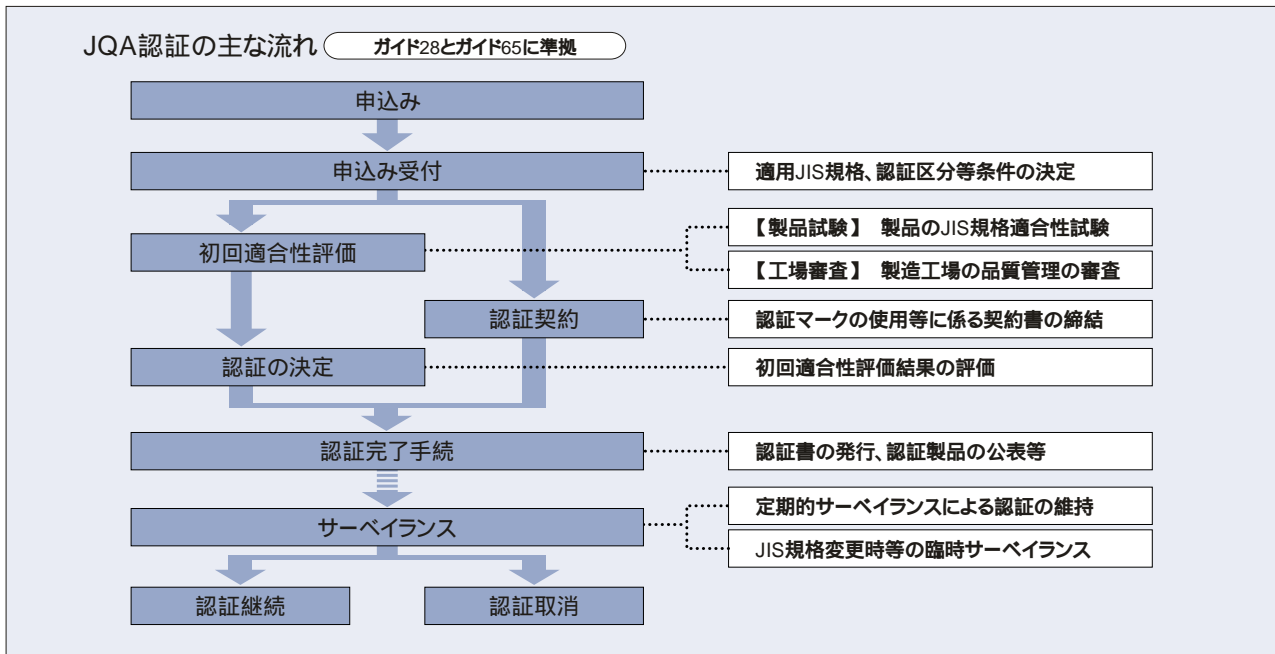 JQA認証の主な流れ
ガイド28とガイド65に準拠
申込み
申込み受付
適用JIS規格、認証区分等条件の決定
初回適合性評価
【製品試験】 製品のJIS規格適合性試験
【工場審査】 製造工場の品質管理の審査
認証契約
認証マークの使用等に係る契約書の締結
認証の決定
初回適合性評価結果の評価
認証完了手続
認証書の発行、認証製品の公表等
サーベイランス
定期的サーベイランスによる認証の維持
JIS規格変更時等の臨時サーベイランス
認証継続
認証取消